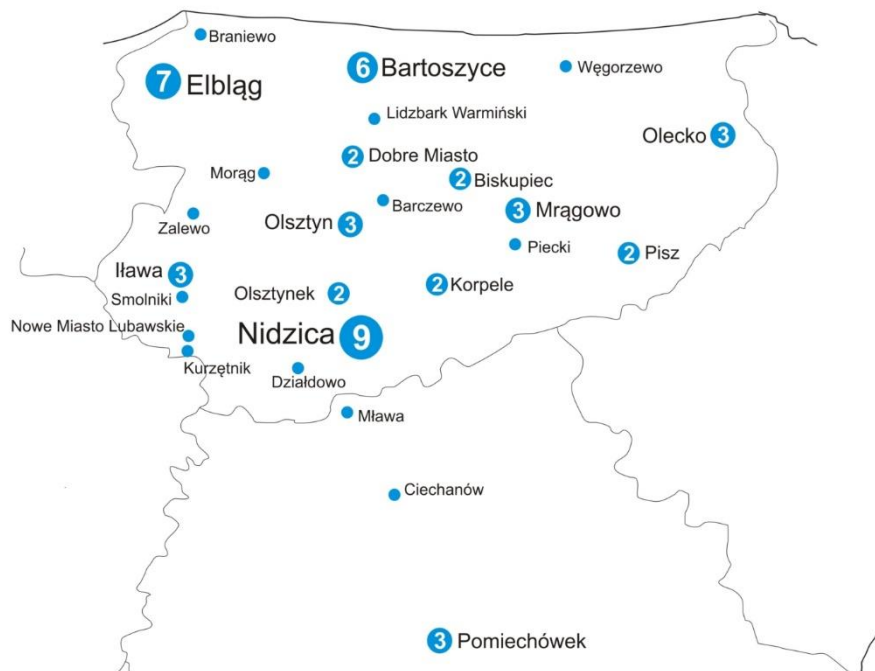 Braniewo
7 Elbląg
6 Bartoszyce
Węgorzewo
Lidzbark Warmiński
Olecko 3
2 Dobre Miasto
Morąg
2 Biskupiec
Barczewo
3 Mrągowo
Zalewo
Olsztyn 3
Piecki
2 Pisz
Iława 3
Smolniki
Olsztynek 2
2 Korpele
Nowe Miasto Lubawskie
Nidzica 9
Kurzętnik
Działdowo
Mława
Ciechanów
3 Pomiechówek